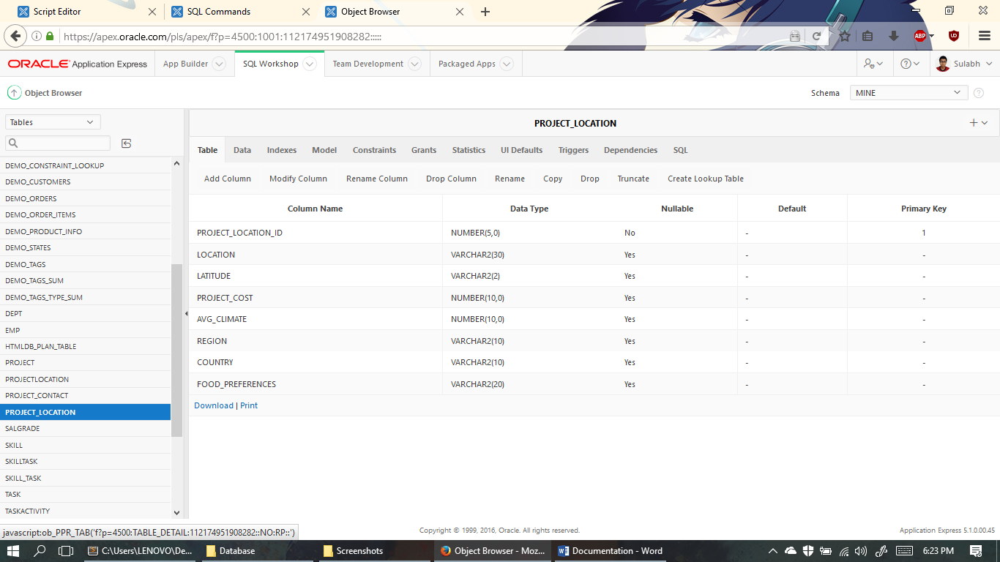 Script Editor
SQL Commands
Object Browser
https://apex.oracle.com/pls/apex/f?p=4500:1001:112174951908282:::::
ABP
UO
ORACLE Application Express
App Builder
SQL Workshop
Team Development
Packaged Apps
Sulabh
Object Browser
Schema
MINE
Tables
PROJECT_LOCATION
Table Data Indexes Model Constraints Grants Statistics UI Defaults Triggers Dependencies SQL
Add Column Modify Column Rename Column Drop Column Rename Copy Drop Truncate Create Lookup Table
DEMO_CONSTRAINT_LOOKUP
DEMO_CUSTOMERS
DEMO_ORDERS
DEMO_ORDER_ITEMS
DEMO_PRODUCT_INFO
DEMO_STATES
DEMO_TAGS
DEMO_TAGS_SUM
DEMO_TAGS_TYPE_SUM
DEPT
EMP
HTMLDB_PLAN_TABLE
PROJECT
PROJECTLOCATION
PROJECT_CONTACT
PROJECT_LOCATION
SALGRADE
SKILL
SKILLTASK
SKILL_TASK
TASK
TASKACTIVITY
Column Name Data Type Nullable Default Primary Key
PROJECT_LOCATION_ID NUMBER(5,0) No - 1
LOCATION VARCHAR2(30) Yes - -
LATITUDE VARCHAR2(2) Yes - -
PROJECT_COST NUMBER(10,0) Yes - -
AVG_CLIMATE NUMBER(10,0) Yes - -
REGION VARCHAR2(10) Yes - -
COUNTRY VARCHAR2(10) Yes - -
FOOD_PREFERENCES VARCHAR2(20) Yes - -
Download | Print
javascript:ob_PPR_TAB('f?p=4500:TABLE_DETAIL:112174951908282::NO:RP::')
Copyright © 1999, 2016, Oracle. All rights reserved.
Application Express 5.1.0.00.45
C:\Users\LENOVO\De...
Database
Screenshots
Object Browser - Moz...
Documentation - Word
6:23 PM